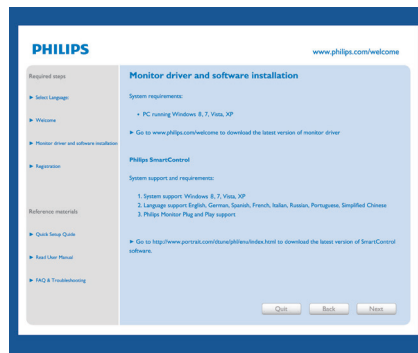 PHILIPS
www.philips.com/welcome
Required steps
Select Language:
Welcome
Monitor driver and software installation
Registration
Reference materials
Quick Setup Guide
Read User Manual
FAQ & Troubleshooting
Monitor driver and software installation
System requirements:
• PC running Windows 8, 7, Vista, XP
Go to www.philips.com/welcome to download the latest version of monitor driver
Philips SmartControl
System support and requirements:
1. System support Windows 8, 7, Vista, XP
2. Language support English, German, Spanish, French, Italian, Russian, Portuguese, Simplified Chinese
3. Philips Monitor Plug and Play support
Go to http://www.portrait.com/dtune/phl/enu/index.html to download the latest version of SmartControl
software.
Quit
Back
Next